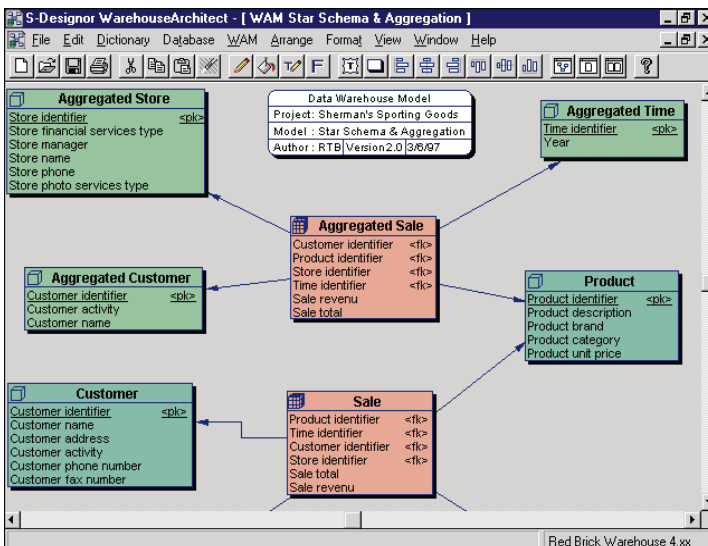 S-Designor WarehouseArchitect - [ WAM Star Schema & Aggregation ]
File Edit Dictionary Database WAM Arrange Format View Window Help
Aggregated Store
Store identifier <pk>
Store financial services type
Store manager
Store name
Store phone
Store photo services type
Data Warehouse Model
Project: Sherman's Sporting Goods
Model : Star Schema & Aggregation
Author : RTB Version2.0 3/6/97
Aggregated Time
Time identifier <pk>
Year
Aggregated Sale
Customer identifier <fk>
Product identifier <fk>
Store identifier <fk>
Time identifier <fk>
Sale revenu
Sale total
Aggregated Customer
Customer identifier <pk>
Customer activity
Customer name
Product
Product identifier <pk>
Product description
Product brand
Product category
Product unit price
Customer
Customer identifier <pk>
Customer name
Customer address
Customer activity
Customer phone number
Customer fax number
Sale
Product identifier <fk>
Time identifier <fk>
Customer identifier <fk>
Store identifier <fk>
Sale total
Sale revenu
Red Brick Warehouse 4.xx